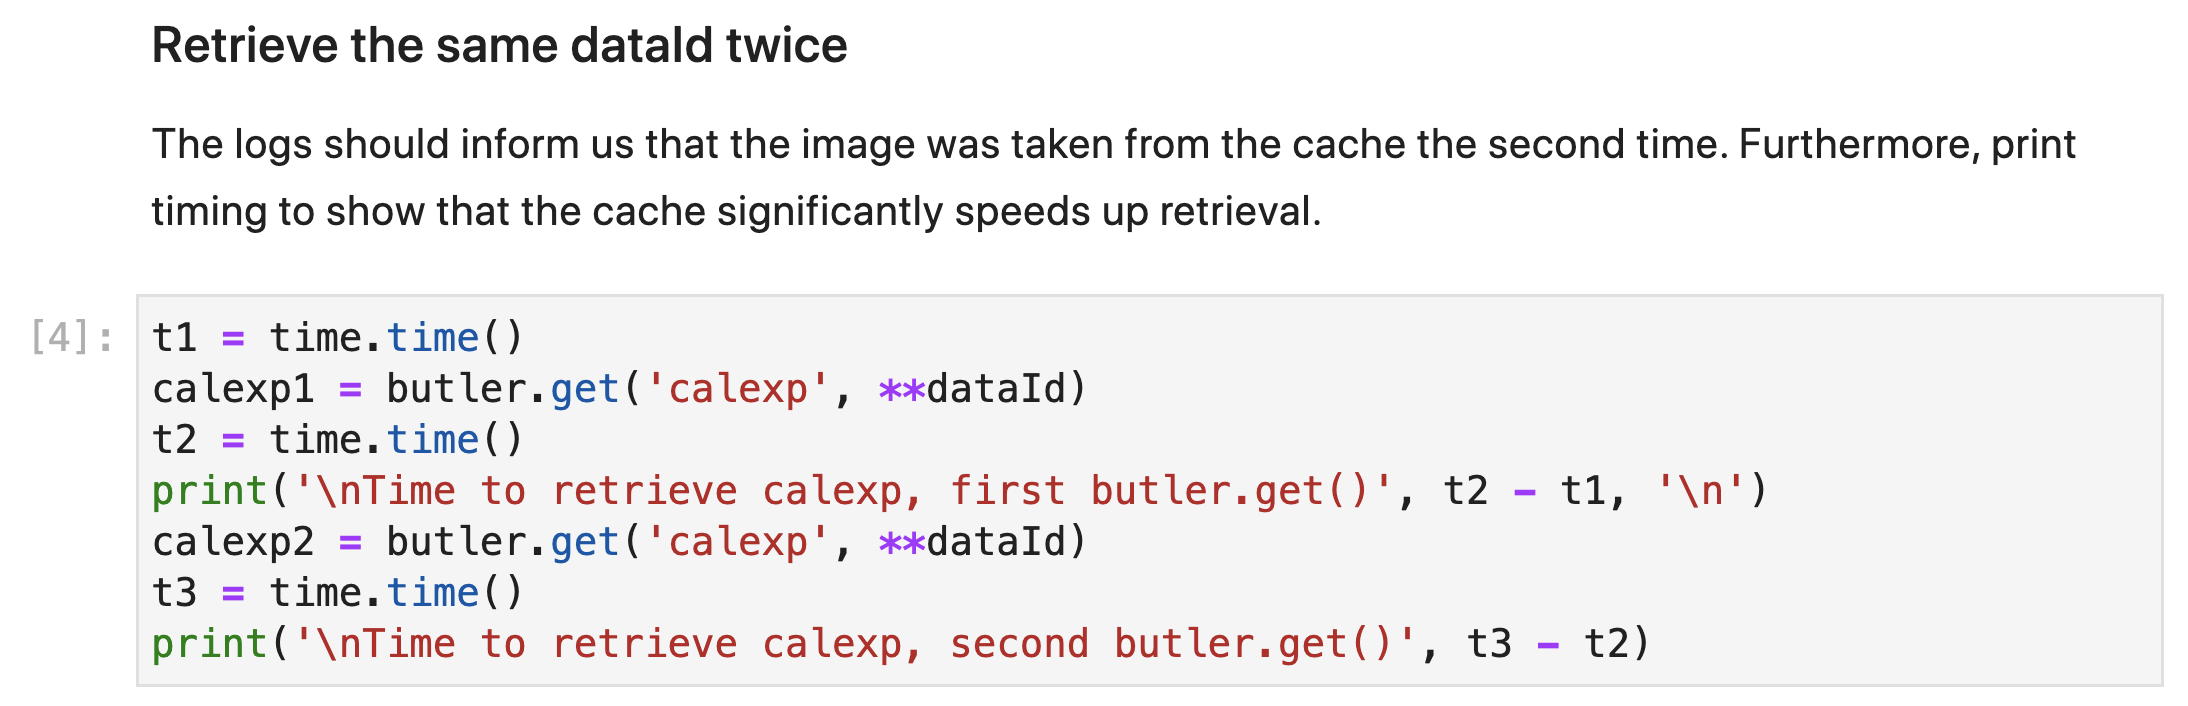 Retrieve the same dataId twice
The logs should inform us that the image was taken from the cache the second time. Furthermore, print
timing to show that the cache significantly speeds up retrieval.
[4]:
t1 = time.time()
calexp1 = butler.get('calexp', **dataId)
t2 = time.time()
print('\nTime to retrieve calexp, first butler.get()', t2 - t1, '\n')
calexp2 = butler.get('calexp', **dataId)
t3 = time.time()
print('\nTime to retrieve calexp, second butler.get()', t3 - t2)